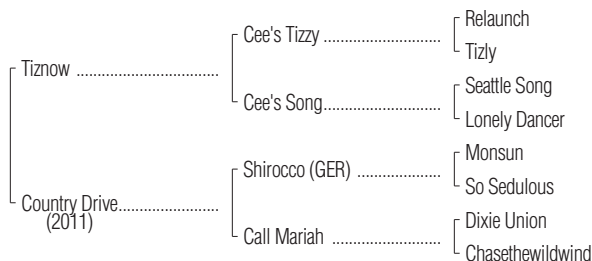 Tiznow ..........................................
Cee's Tizzy ..................................
Relaunch
Tizly
Cee's Song..................................
Seattle Song
Lonely Dancer
Country Drive.............................
(2011)
Shirocco (GER) ........................
Monsun
So Sedulous
Call Mariah ................................
Dixie Union
Chasethewildwind